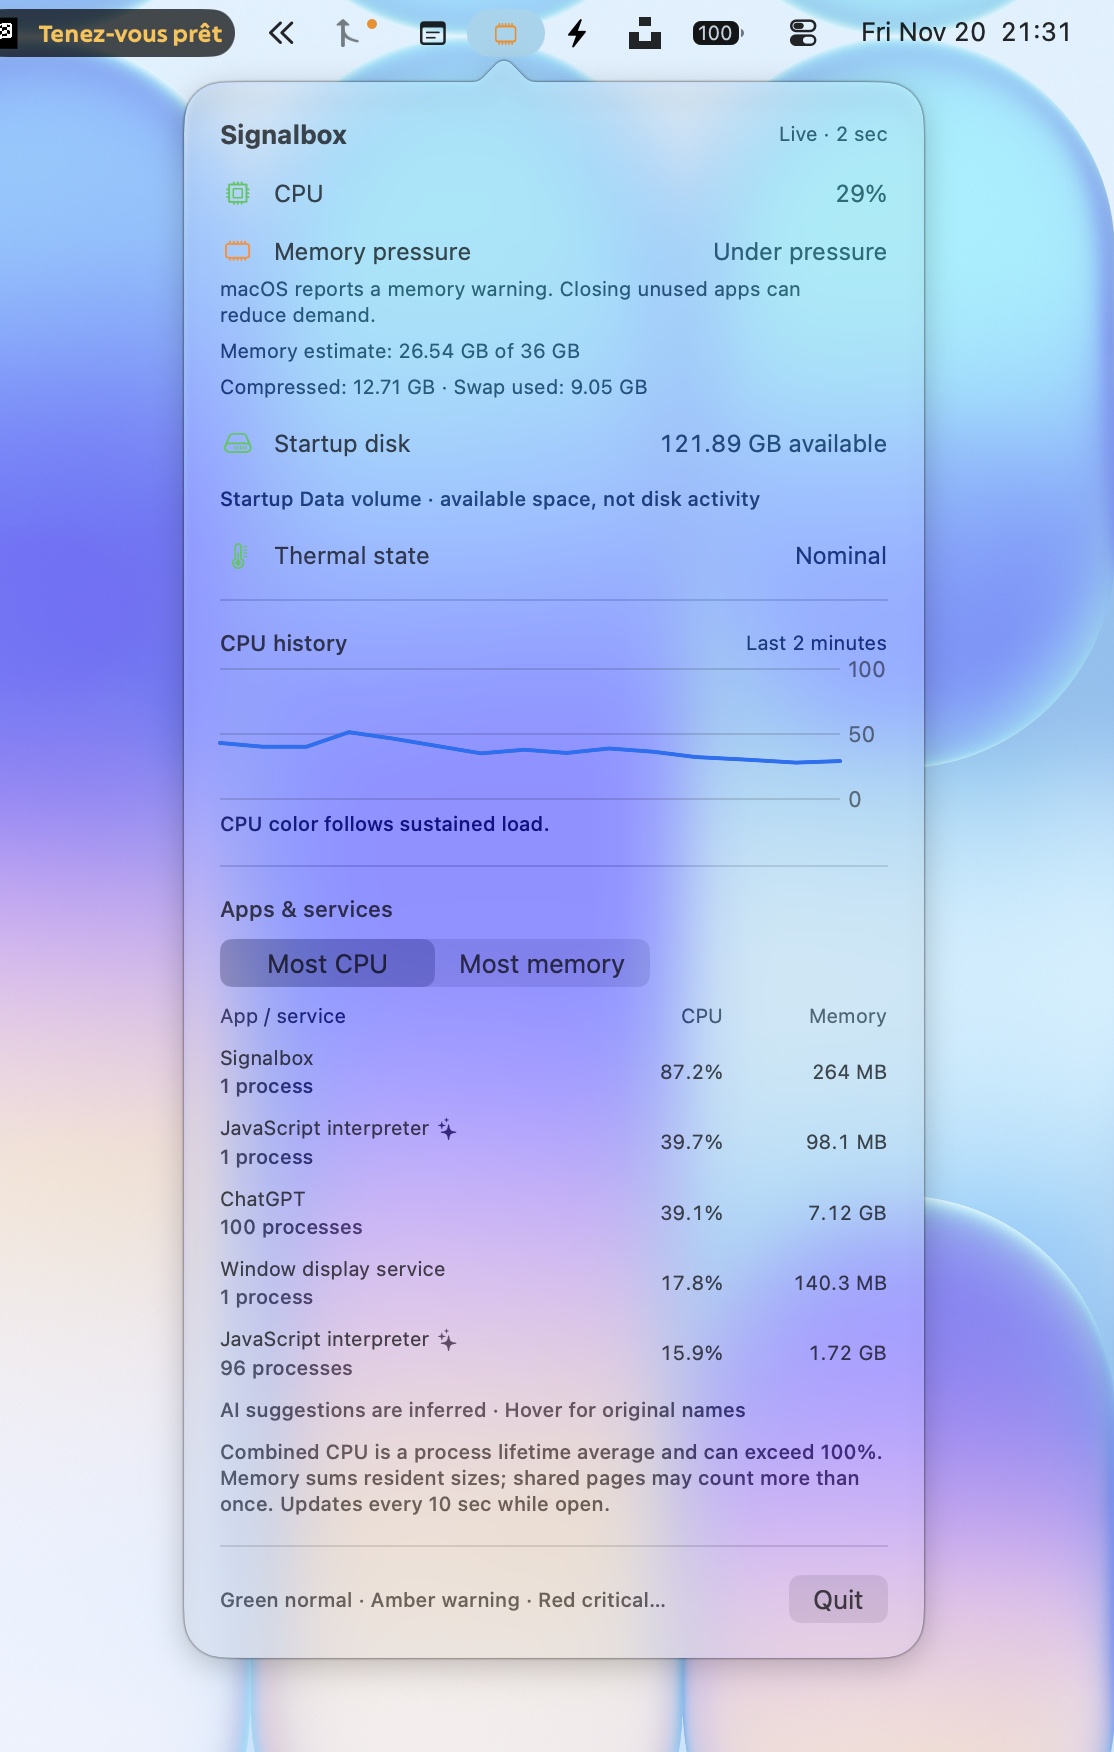 Tenez-vous prêt
100
Fri Nov 20 21:31
Signalbox
Live · 2 sec
CPU
29%
Memory pressure
Under pressure
macOS reports a memory warning. Closing unused apps can
reduce demand.
Memory estimate: 26.54 GB of 36 GB
Compressed: 12.71 GB · Swap used: 9.05 GB
Startup disk
121.89 GB available
Startup Data volume · available space, not disk activity
Thermal state
Nominal
CPU history
Last 2 minutes
100
50
0
CPU color follows sustained load.
Apps & services
Most CPU
Most memory
App / service
CPU
Memory
Signalbox
1 process
87.2%
264 MB
JavaScript interpreter
1 process
39.7%
98.1 MB
ChatGPT
100 processes
39.1%
7.12 GB
Window display service
1 process
17.8%
140.3 MB
JavaScript interpreter
96 processes
15.9%
1.72 GB
AI suggestions are inferred · Hover for original names
Combined CPU is a process lifetime average and can exceed 100%.
Memory sums resident sizes; shared pages may count more than
once. Updates every 10 sec while open.
Green normal · Amber warning · Red critical...
Quit